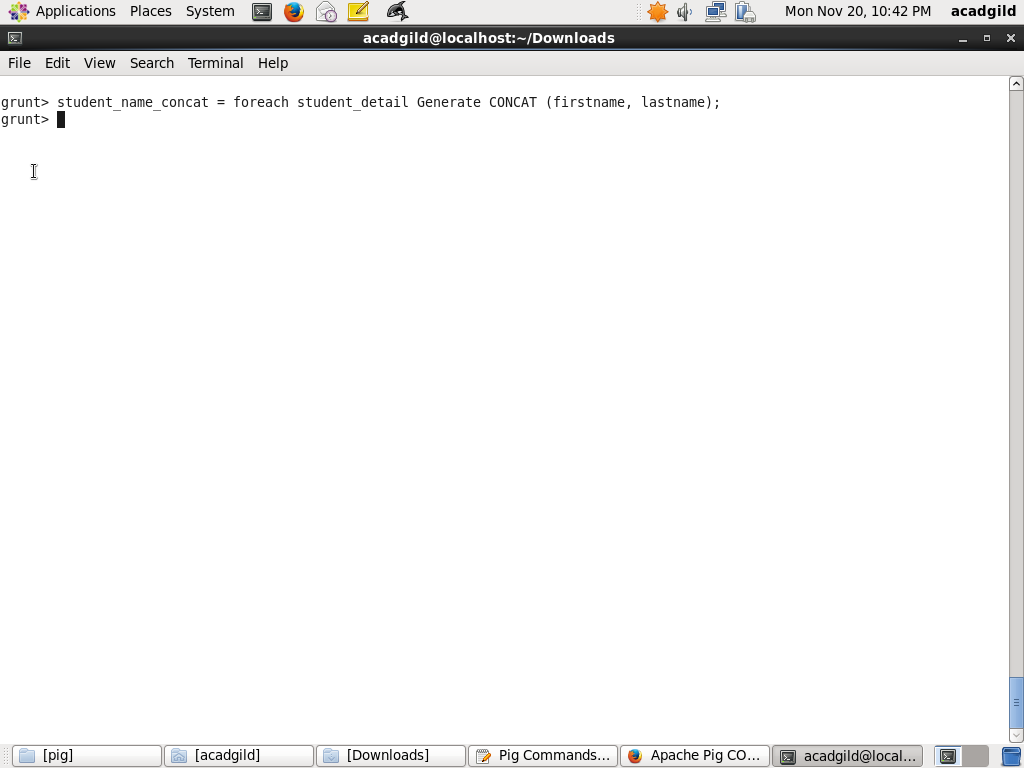 Applications Places System Mon Nov 20, 10:42 PM acadgild
acadgild@localhost:~/Downloads
File Edit View Search Terminal Help
grunt> student_name_concat = foreach student_detail Generate CONCAT (firstname, lastname);
grunt>
[pig] [acadgild] [Downloads] Pig Commands... Apache Pig CO... acadgild@local...